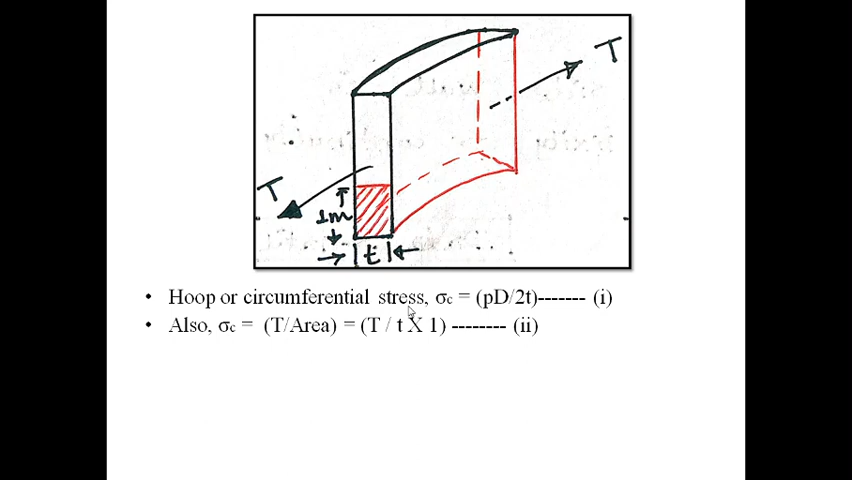 T
T
1m
t
• Hoop or circumferential stress, σc = (pD/2t)------- (i)
• Also, σc = (T/Area) = (T / t X 1) -------- (ii)